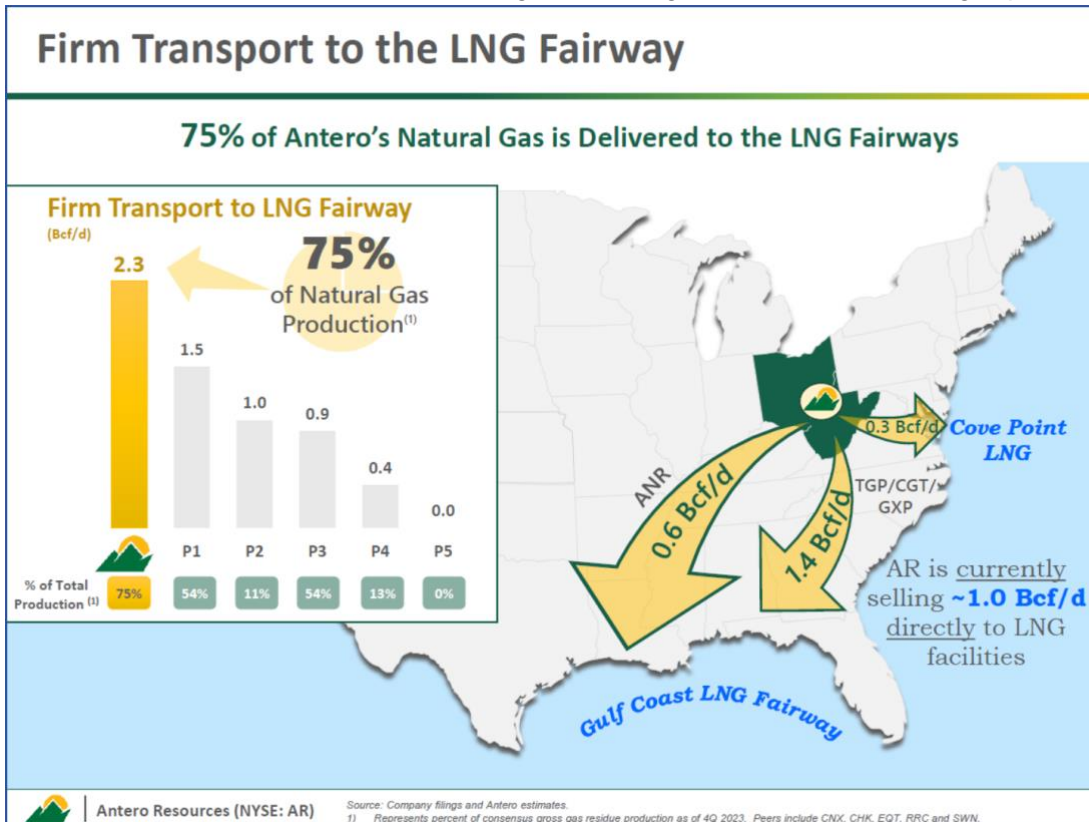 Firm Transport to the LNG Fairway
75% of Antero's Natural Gas is Delivered to the LNG Fairways
Firm Transport to LNG Fairway
(Bcf/d)
75%
of Natural Gas
Production(1)
2.3
1.5
1.0
0.9
0.4
0.0
P1 P2 P3 P4 P5
% of Total
Production (1)
75% 54% 11% 54% 13% 0%
0.3 Bcf/d
Cove Point
LNG
ANR
0.6 Bcf/d
1.4 Bcf/d
TGP/CGT/
GXP
AR is currently
selling ~1.0 Bcf/d
directly to LNG
facilities
Gulf Coast LNG Fairway
Antero Resources (NYSE: AR)
Source: Company filings and Antero estimates.
1) Represents percent of consensus gross gas residue production as of 4Q 2023. Peers include CNX, CHK, EQT, RRC and SWN.